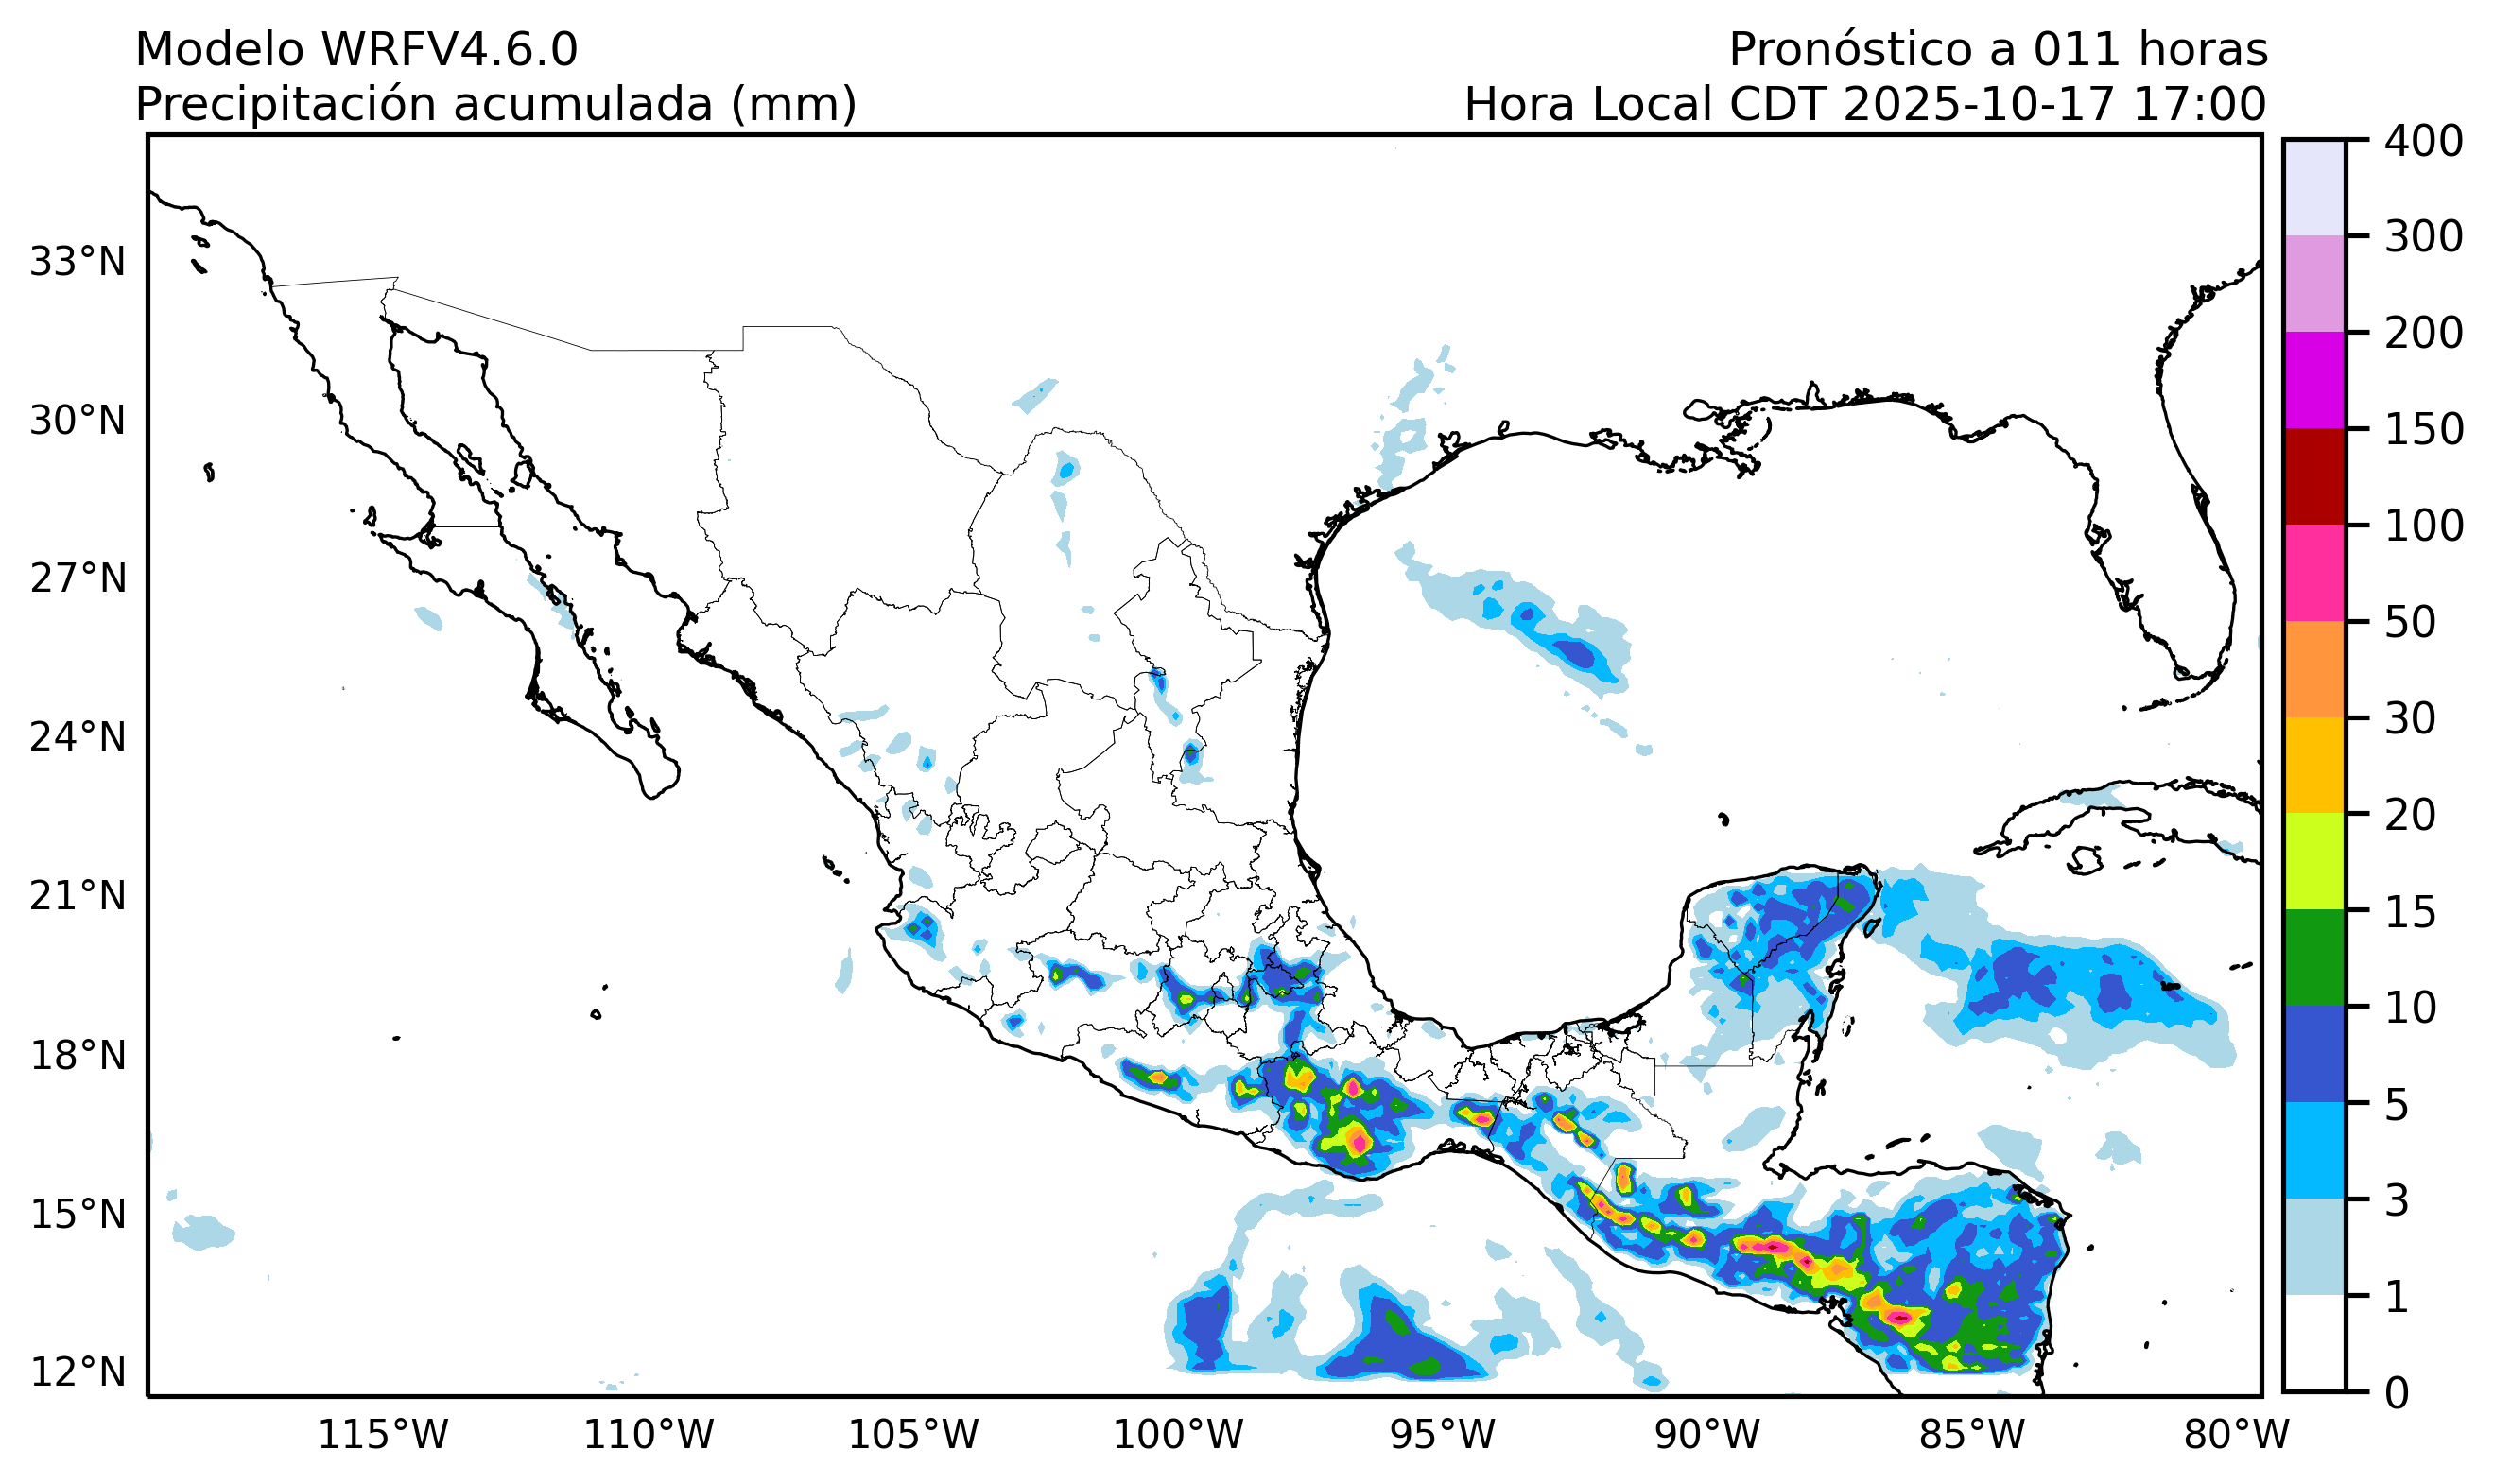 Modelo WRFV4.6.0
Pronóstico a 011 horas
Precipitación acumulada (mm)
Hora Local CDT 2025-10-17 17:00
33°N
30°N
27°N
24°N
21°N
18°N
15°N
12°N
115°W
110°W
105°W
100°W
95°W
90°W
85°W
80°W
400
300
200
150
100
50
30
20
15
10
5
3
1
0